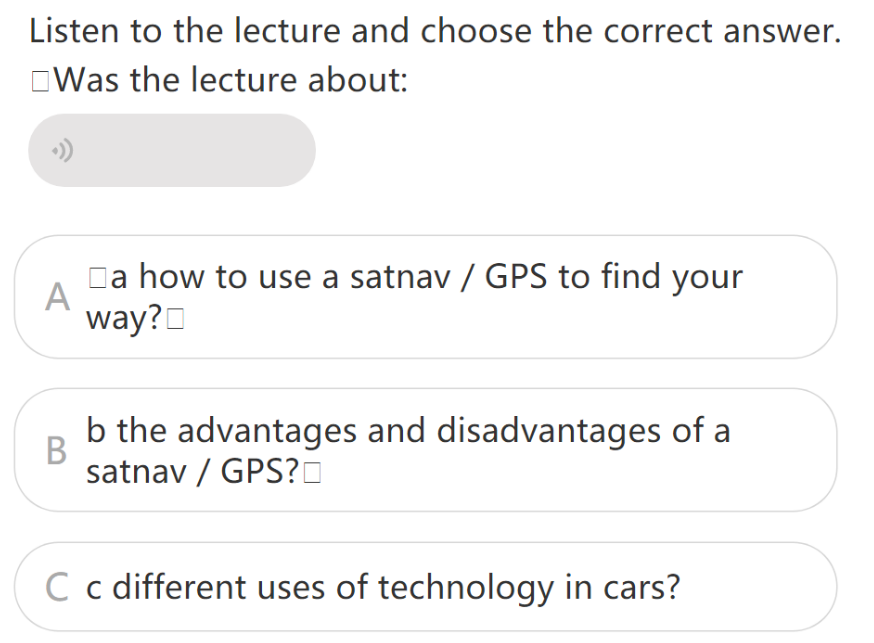 Listen to the lecture and choose the correct answer.
□Was the lecture about:
A □a how to use a satnav / GPS to find your
way?□
B b the advantages and disadvantages of a
satnav / GPS?□
C c different uses of technology in cars?